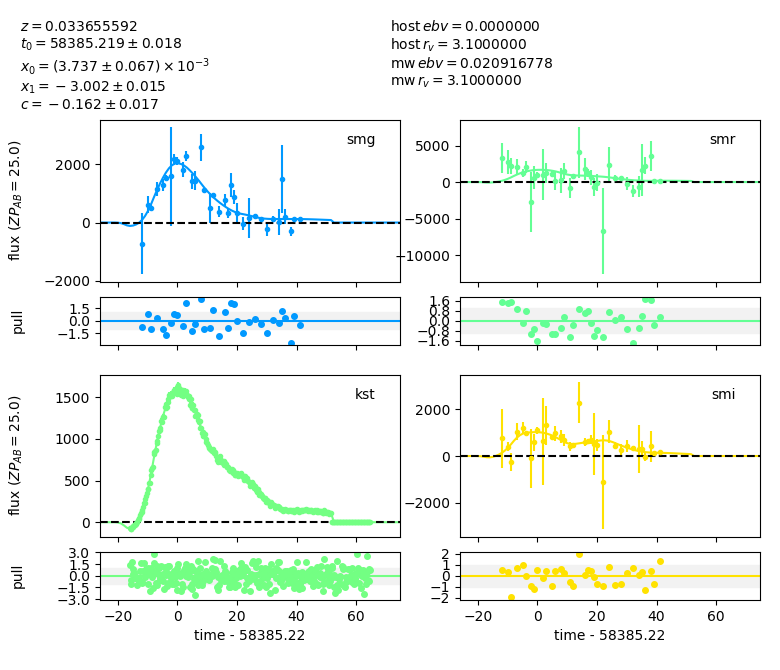 z = 0.033655592
t₀ = 58385.219 ± 0.018
x₀ = (3.737 ± 0.067) × 10⁻³
x₁ = −3.002 ± 0.015
c = −0.162 ± 0.017
host ebv = 0.0000000
host r_v = 3.1000000
mw ebv = 0.020916778
mw r_v = 3.1000000
flux (ZP_AB = 25.0)
smg
2000
0
−2000
smr
5000
0
−5000
−10000
pull
1.5
0.0
−1.5
1.6
0.8
0.0
−0.8
−1.6
flux (ZP_AB = 25.0)
kst
1500
1000
500
0
smi
2000
0
−2000
pull
3.0
1.5
0.0
−1.5
−3.0
2
1
0
−1
−2
−20 0 20 40 60
−20 0 20 40 60
time - 58385.22
time - 58385.22